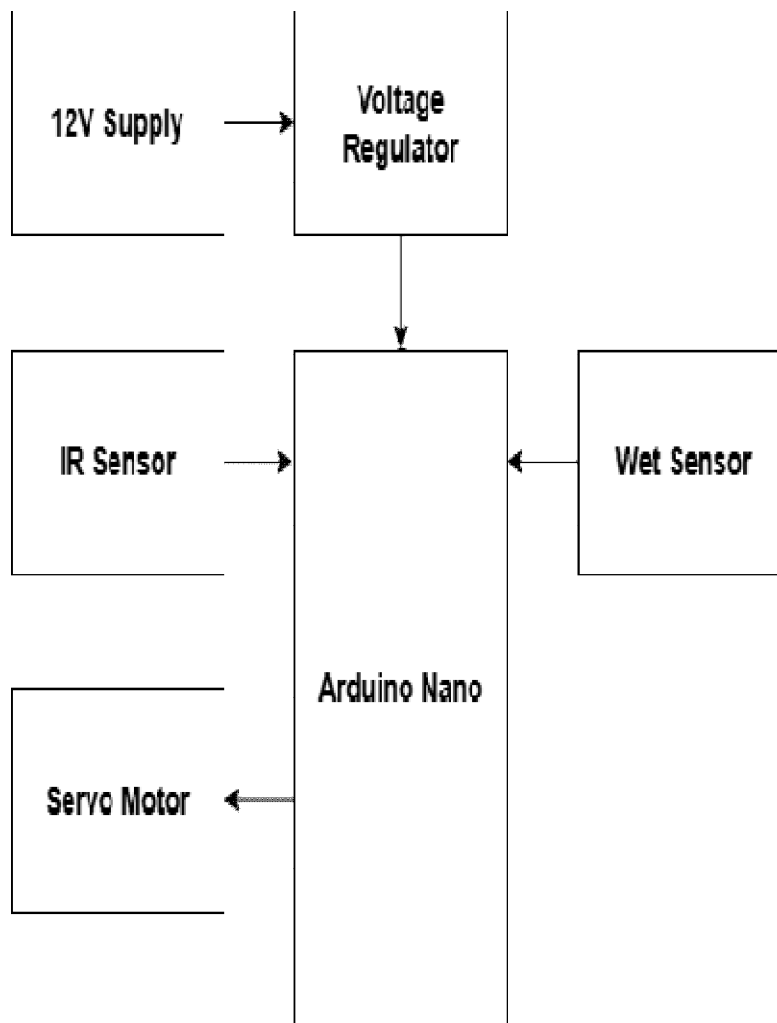 12V Supply
Voltage
Regulator
IR Sensor
Wet Sensor
Arduino Nano
Servo Motor